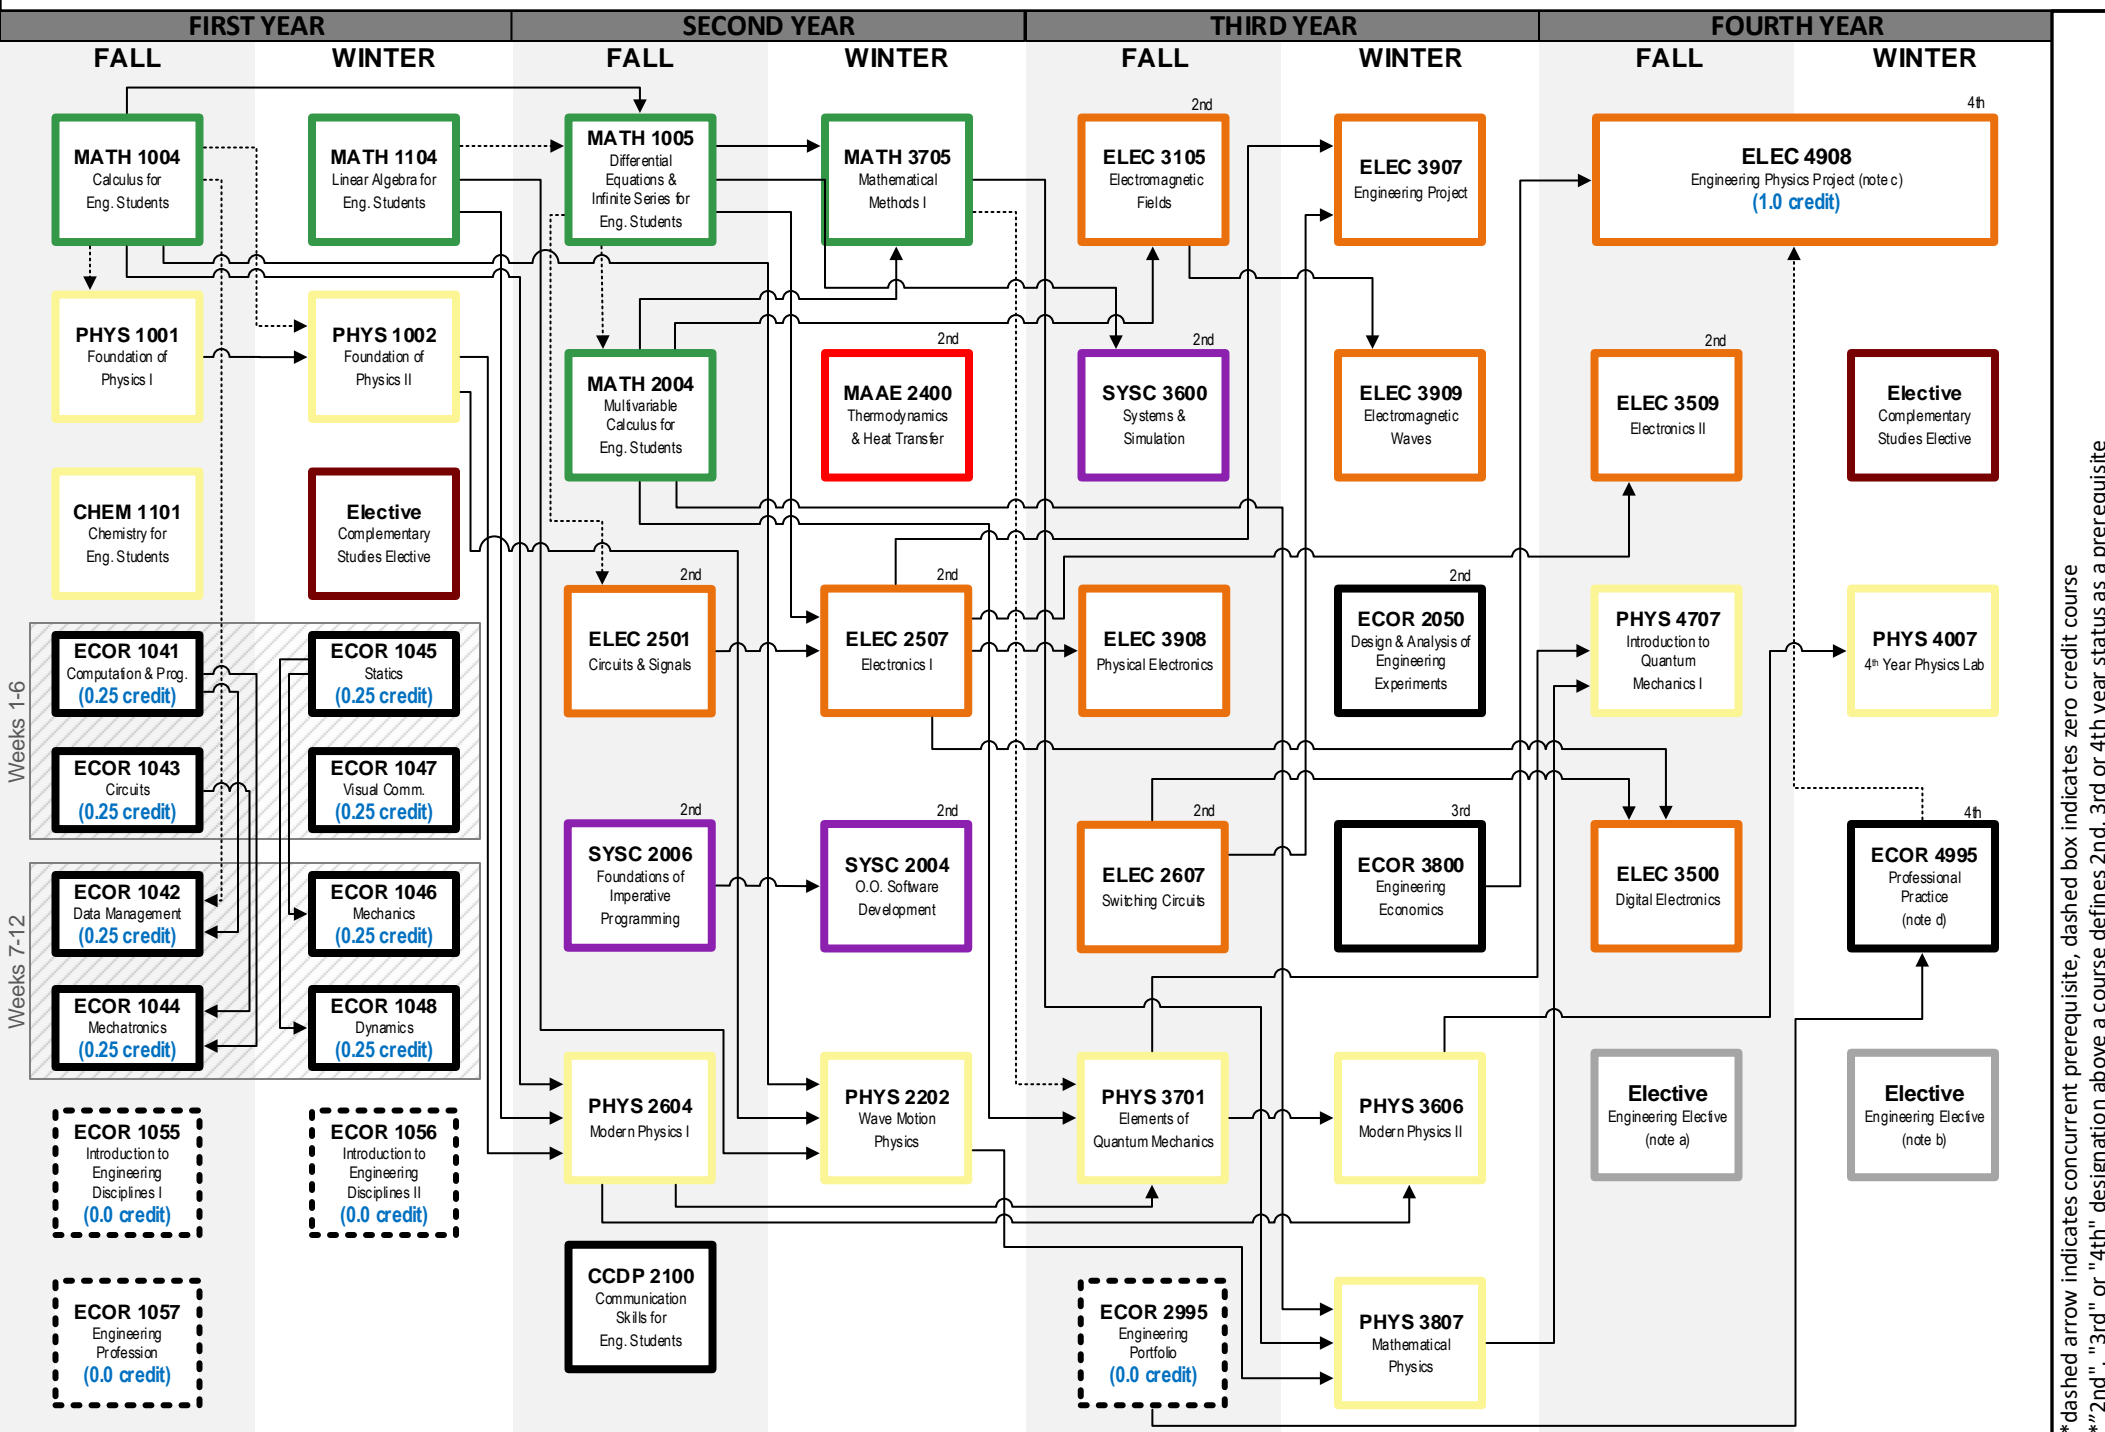 FIRST YEAR
SECOND YEAR
THIRD YEAR
FOURTH YEAR
FALL
WINTER
FALL
WINTER
FALL
WINTER
FALL
WINTER
MATH 1004
Calculus for
Eng. Students
MATH 1104
Linear Algebra for
Eng. Students
MATH 1005
Differential
Equations &
Infinite Series for
Eng. Students
MATH 3705
Mathematical
Methods I
2nd
ELEC 3105
Electromagnetic
Fields
ELEC 3907
Engineering Project
4th
ELEC 4908
Engineering Physics Project (note c)
(1.0 credit)
PHYS 1001
Foundation of
Physics I
PHYS 1002
Foundation of
Physics II
MATH 2004
Multivariable
Calculus for
Eng. Students
2nd
MAAE 2400
Thermodynamics
& Heat Transfer
2nd
SYSC 3600
Systems &
Simulation
ELEC 3909
Electromagnetic
Waves
2nd
ELEC 3509
Electronics II
Elective
Complementary
Studies Elective
CHEM 1101
Chemistry for
Eng. Students
Elective
Complementary
Studies Elective
2nd
ELEC 2501
Circuits & Signals
2nd
ELEC 2507
Electronics I
ELEC 3908
Physical Electronics
2nd
ECOR 2050
Design & Analysis of
Engineering
Experiments
PHYS 4707
Introduction to
Quantum
Mechanics I
PHYS 4007
4th Year Physics Lab
Weeks 1-6
ECOR 1041
Computation & Prog.
(0.25 credit)
ECOR 1045
Statics
(0.25 credit)
ECOR 1043
Circuits
(0.25 credit)
ECOR 1047
Visual Comm.
(0.25 credit)
2nd
SYSC 2006
Foundations of
Imperative
Programming
2nd
SYSC 2004
O.O. Software
Development
2nd
ELEC 2607
Switching Circuits
3rd
ECOR 3800
Engineering
Economics
ELEC 3500
Digital Electronics
4th
ECOR 4995
Professional
Practice
(note d)
Weeks 7-12
ECOR 1042
Data Management
(0.25 credit)
ECOR 1046
Mechanics
(0.25 credit)
ECOR 1044
Mechatronics
(0.25 credit)
ECOR 1048
Dynamics
(0.25 credit)
PHYS 2604
Modern Physics I
PHYS 2202
Wave Motion
Physics
PHYS 3701
Elements of
Quantum Mechanics
PHYS 3606
Modern Physics II
Elective
Engineering Elective
(note a)
Elective
Engineering Elective
(note b)
ECOR 1055
Introduction to
Engineering
Disciplines I
(0.0 credit)
ECOR 1056
Introduction to
Engineering
Disciplines II
(0.0 credit)
ECOR 1057
Engineering
Profession
(0.0 credit)
CCDP 2100
Communication
Skills for
Eng. Students
ECOR 2995
Engineering
Portfolio
(0.0 credit)
PHYS 3807
Mathematical
Physics
*dashed arrow indicates concurrent prerequisite, dashed box indicates zero credit course
*"2nd", "3rd" or "4th" designation above a course defines 2nd, 3rd or 4th year status as a prerequisite